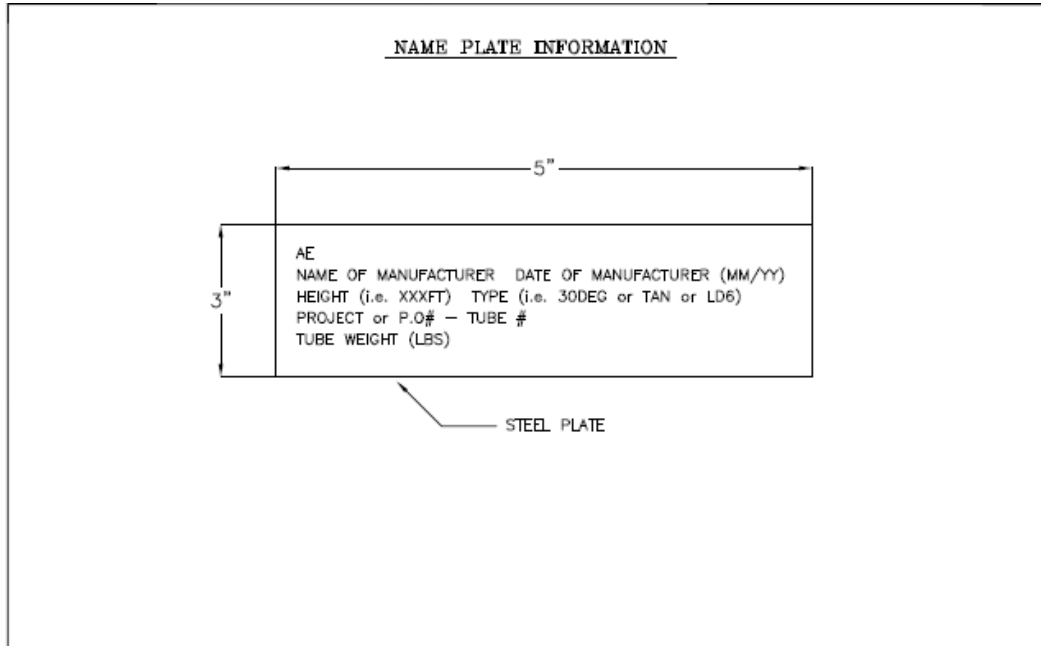 NAME PLATE INFORMATION
5"
3"
AE
NAME OF MANUFACTURER DATE OF MANUFACTURER (MM/YY)
HEIGHT (i.e. XXXFT) TYPE (i.e. 30DEG or TAN or LD6)
PROJECT or P.O# – TUBE #
TUBE WEIGHT (LBS)
STEEL PLATE